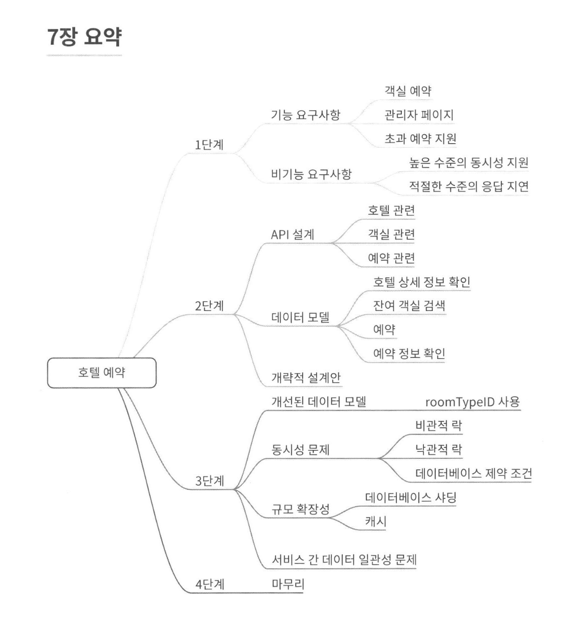 7장 요약
호텔 예약
1단계
기능 요구사항
객실 예약
관리자 페이지
초과 예약 지원
비기능 요구사항
높은 수준의 동시성 지원
적절한 수준의 응답 지연
2단계
API 설계
호텔 관련
객실 관련
예약 관련
데이터 모델
호텔 상세 정보 확인
잔여 객실 검색
예약
예약 정보 확인
개략적 설계안
3단계
개선된 데이터 모델
roomTypeID 사용
동시성 문제
비관적 락
낙관적 락
데이터베이스 제약 조건
규모 확장성
데이터베이스 샤딩
캐시
서비스 간 데이터 일관성 문제
4단계
마무리